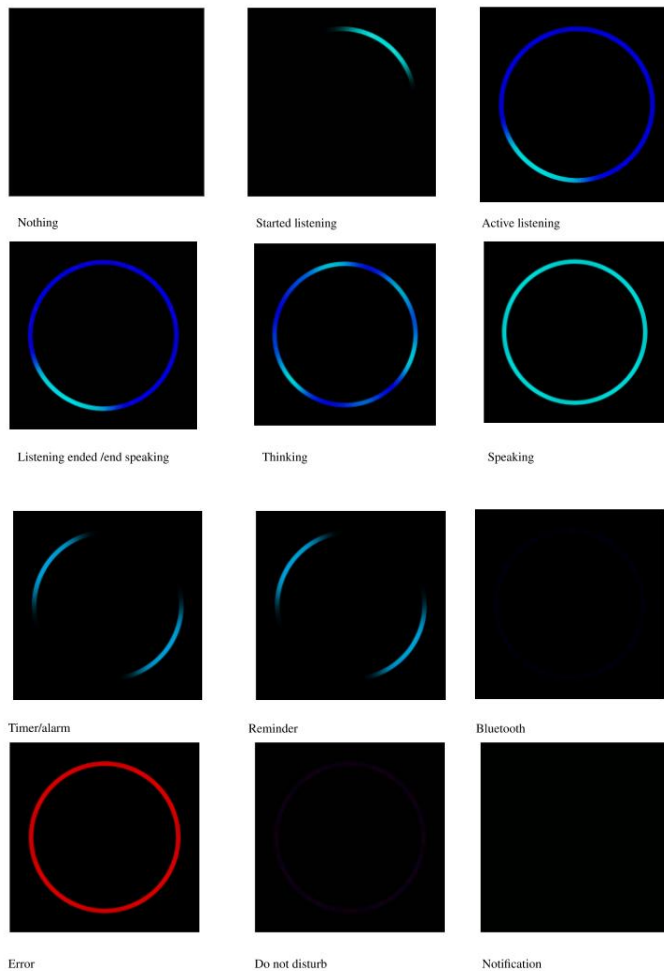 Nothing
Started listening
Active listening
Listening ended /end speaking
Thinking
Speaking
Timer/alarm
Reminder
Bluetooth
Error
Do not disturb
Notification